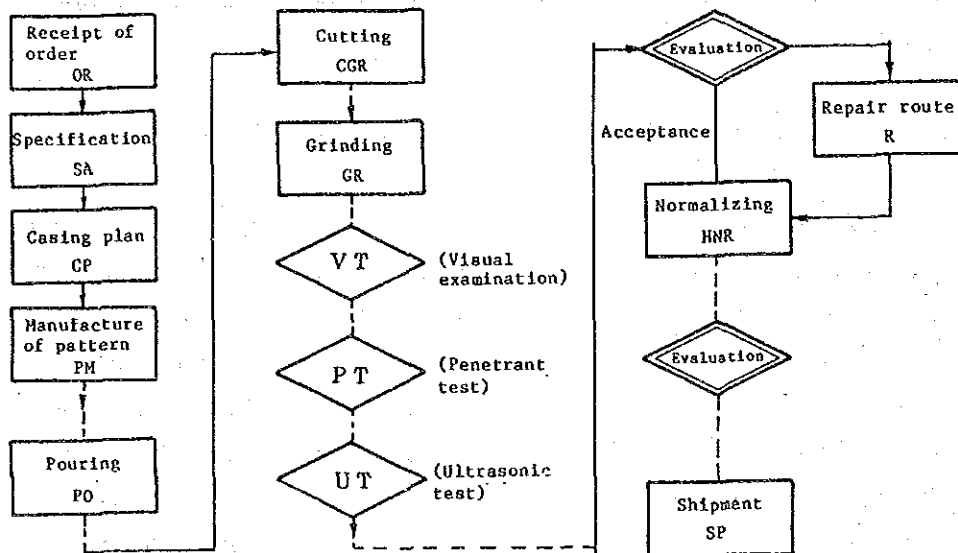 Receipt of
order
OR
Specification
SA
Casing plan
CP
Manufacture
of pattern
PM
Pouring
PO
Cutting
CGR
Grinding
GR
VT
(Visual
examination)
PT
(Penetrant
test)
UT
(Ultrasonic
test)
Evaluation
Repair route
R
Acceptance
Normalizing
HNR
Evaluation
Shipment
SP